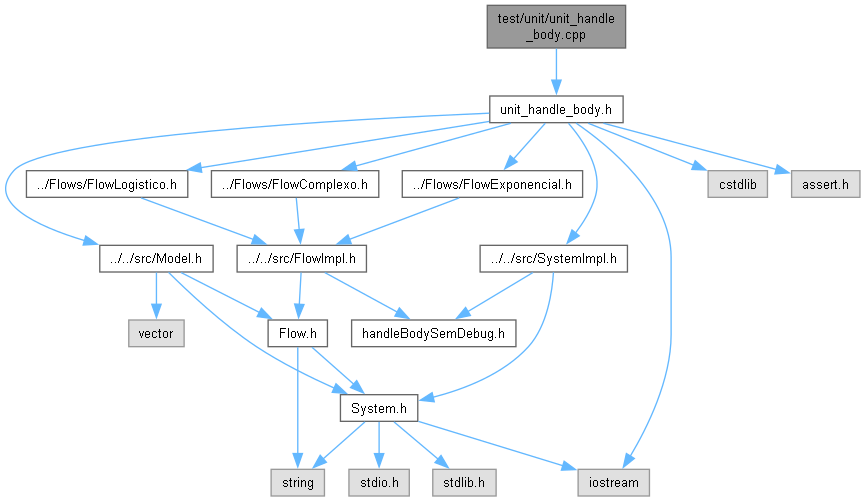 test/unit/unit_handle
_body.cpp
unit_handle_body.h
../Flows/FlowLogistico.h
../Flows/FlowComplexo.h
../Flows/FlowExponencial.h
cstdlib
assert.h
../../src/Model.h
../../src/FlowImpl.h
../../src/SystemImpl.h
vector
Flow.h
handleBodySemDebug.h
System.h
string
stdio.h
stdlib.h
iostream